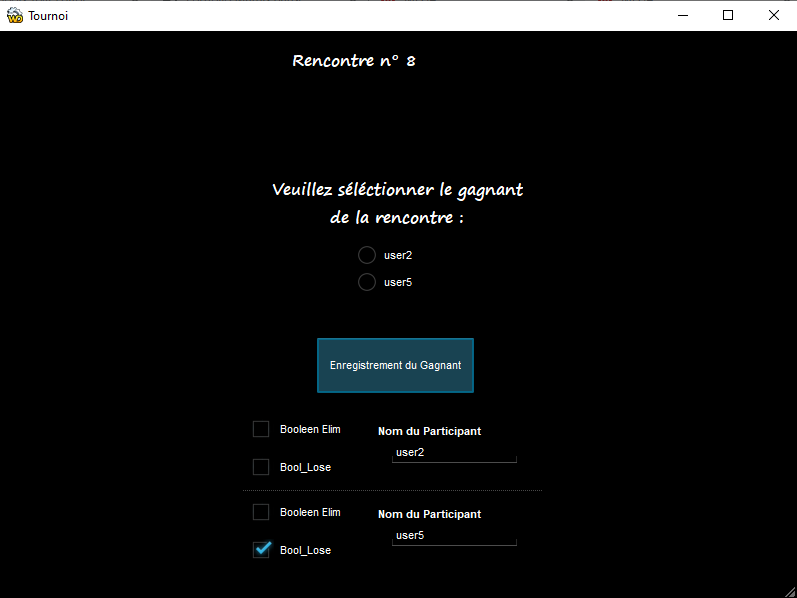 Tournoi
Rencontre n° 8
Veuillez séléctionner le gagnant
de la rencontre :
user2
user5
Enregistrement du Gagnant
Booleen Elim
Nom du Participant
user2
Bool_Lose
Booleen Elim
Nom du Participant
user5
Bool_Lose